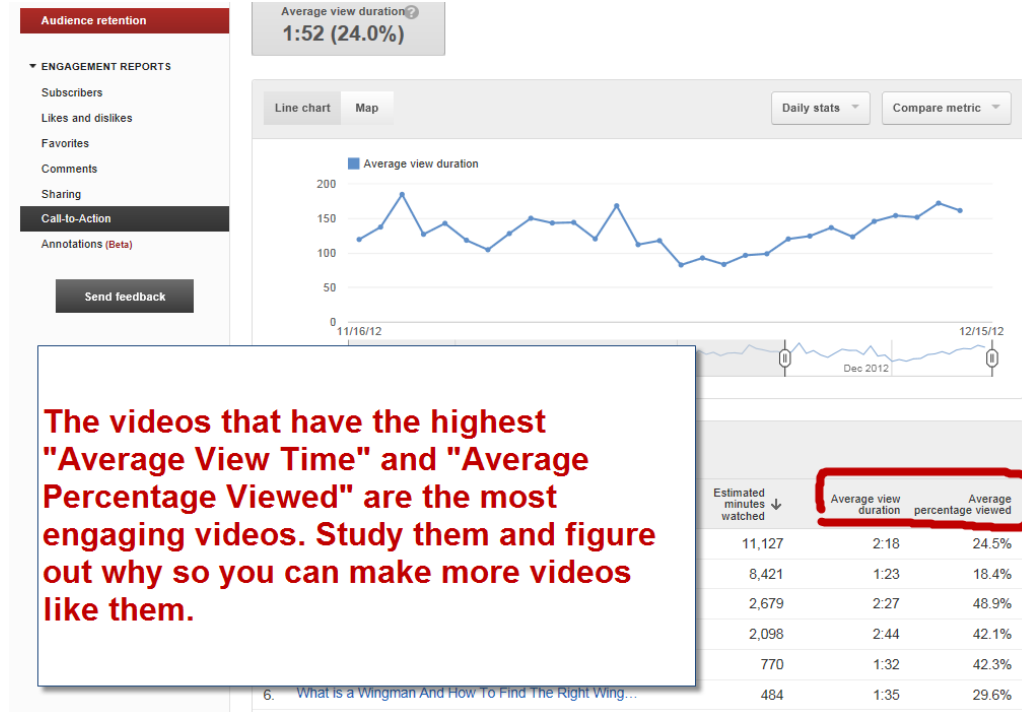 Audience retention
ENGAGEMENT REPORTS
Subscribers
Likes and dislikes
Favorites
Comments
Sharing
Call-to-Action
Annotations (Beta)
Send feedback
Average view duration ?
1:52 (24.0%)
Line chart Map Daily stats Compare metric
Average view duration
200
150
100
50
0
11/16/12 12/15/12
Dec 2012
The videos that have the highest
"Average View Time" and "Average
Percentage Viewed" are the most
engaging videos. Study them and figure
out why so you can make more videos
like them.
Estimated
minutes
watched
Average view
duration
Average
percentage viewed
11,127 2:18 24.5%
8,421 1:23 18.4%
2,679 2:27 48.9%
2,098 2:44 42.1%
770 1:32 42.3%
6. What is a Wingman And How To Find The Right Wing... 484 1:35 29.6%